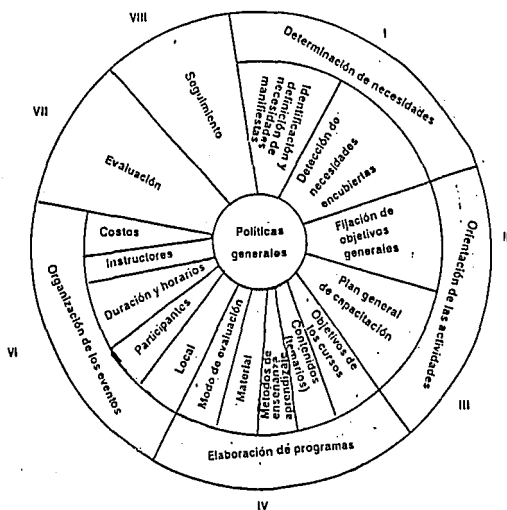 VIII
I
Determinación de necesidades
Identificación y
definición de
necesidades
manifiestas
Detección de
necesidades
encubiertas
II
Orientación de las actividades
Fijación de
objetivos
generales
Plan general
de capacitación
III
Objetivos de
los cursos
Contenidos
(temarios)
Métodos de
enseñanza
aprendizaje
Material
Modo de evaluación
Elaboración de programas
IV
Local
Participantes
Duración y horarios
Instructores
Costos
Organización de los eventos
VI
Evaluación
VII
Seguimiento
Políticas
generales